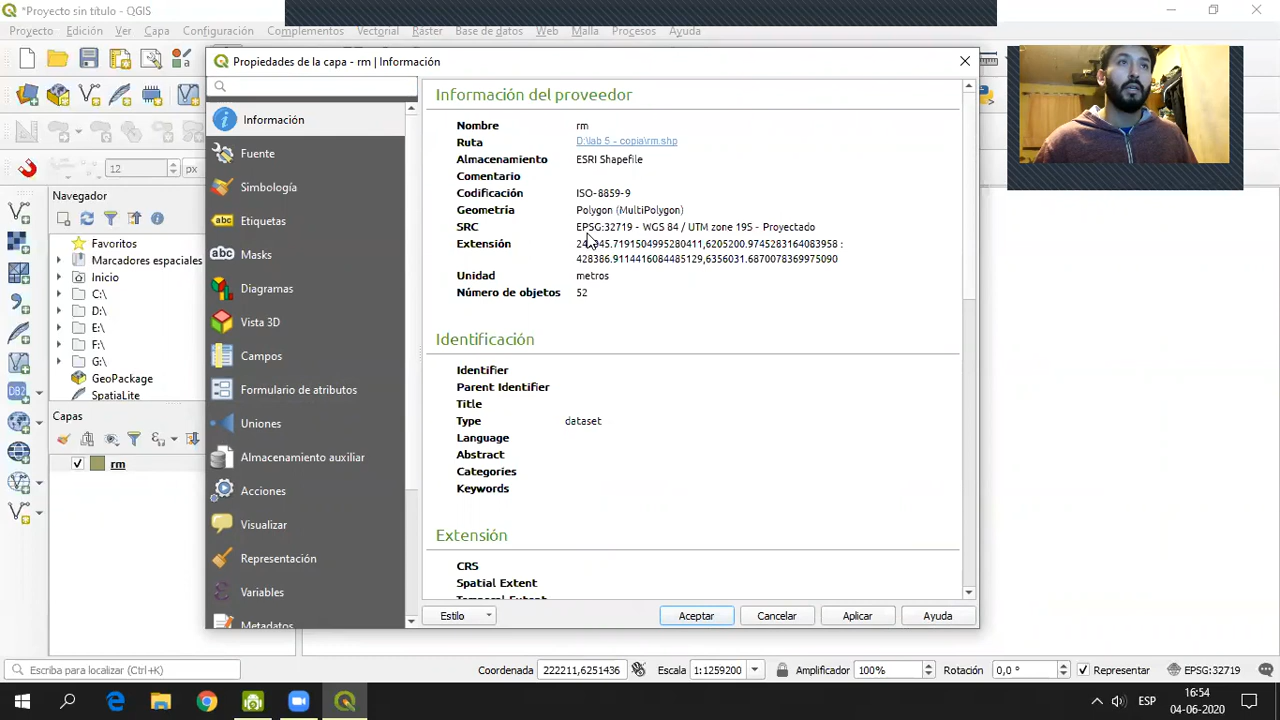 *Proyecto sin título - QGIS
Proyecto Edición Ver Capa Configuración Complementos Vectorial Ráster Base de datos Web Malla Procesos Ayuda
Propiedades de la capa - rm | Información
12 px
Navegador
Favoritos
Marcadores espaciales
Inicio
C:\
D:\
E:\
F:\
G:\
GeoPackage
SpatiaLite
Capas
rm
Información
Fuente
Simbología
abc Etiquetas
abc Masks
Diagramas
Vista 3D
Campos
Formulario de atributos
Uniones
Almacenamiento auxiliar
Acciones
Visualizar
Representación
Variables
Metadatos
Información del proveedor
Nombre rm
Ruta D:\lab 5 - copia\rm.shp
Almacenamiento ESRI Shapefile
Comentario
Codificación ISO-8859-9
Geometría Polygon (MultiPolygon)
SRC EPSG:32719 - WGS 84 / UTM zone 19S - Proyectado
Extensión
428386.9114416084485129,6356031.6870078369975090
Unidad metros
Número de objetos 52
Identificación
Identifier
Parent Identifier
Title
Type dataset
Language
Abstract
Categories
Keywords
Extensión
CRS
Spatial Extent
Temporal Extent
Estilo Aceptar Cancelar Aplicar Ayuda
DB2
Escriba para localizar (Ctrl+K) Coordenada 222211,6251436 Escala 1:1259200 Amplificador 100% Rotación 0,0 ° Representar EPSG:32719
ESP 16:54
04-06-2020